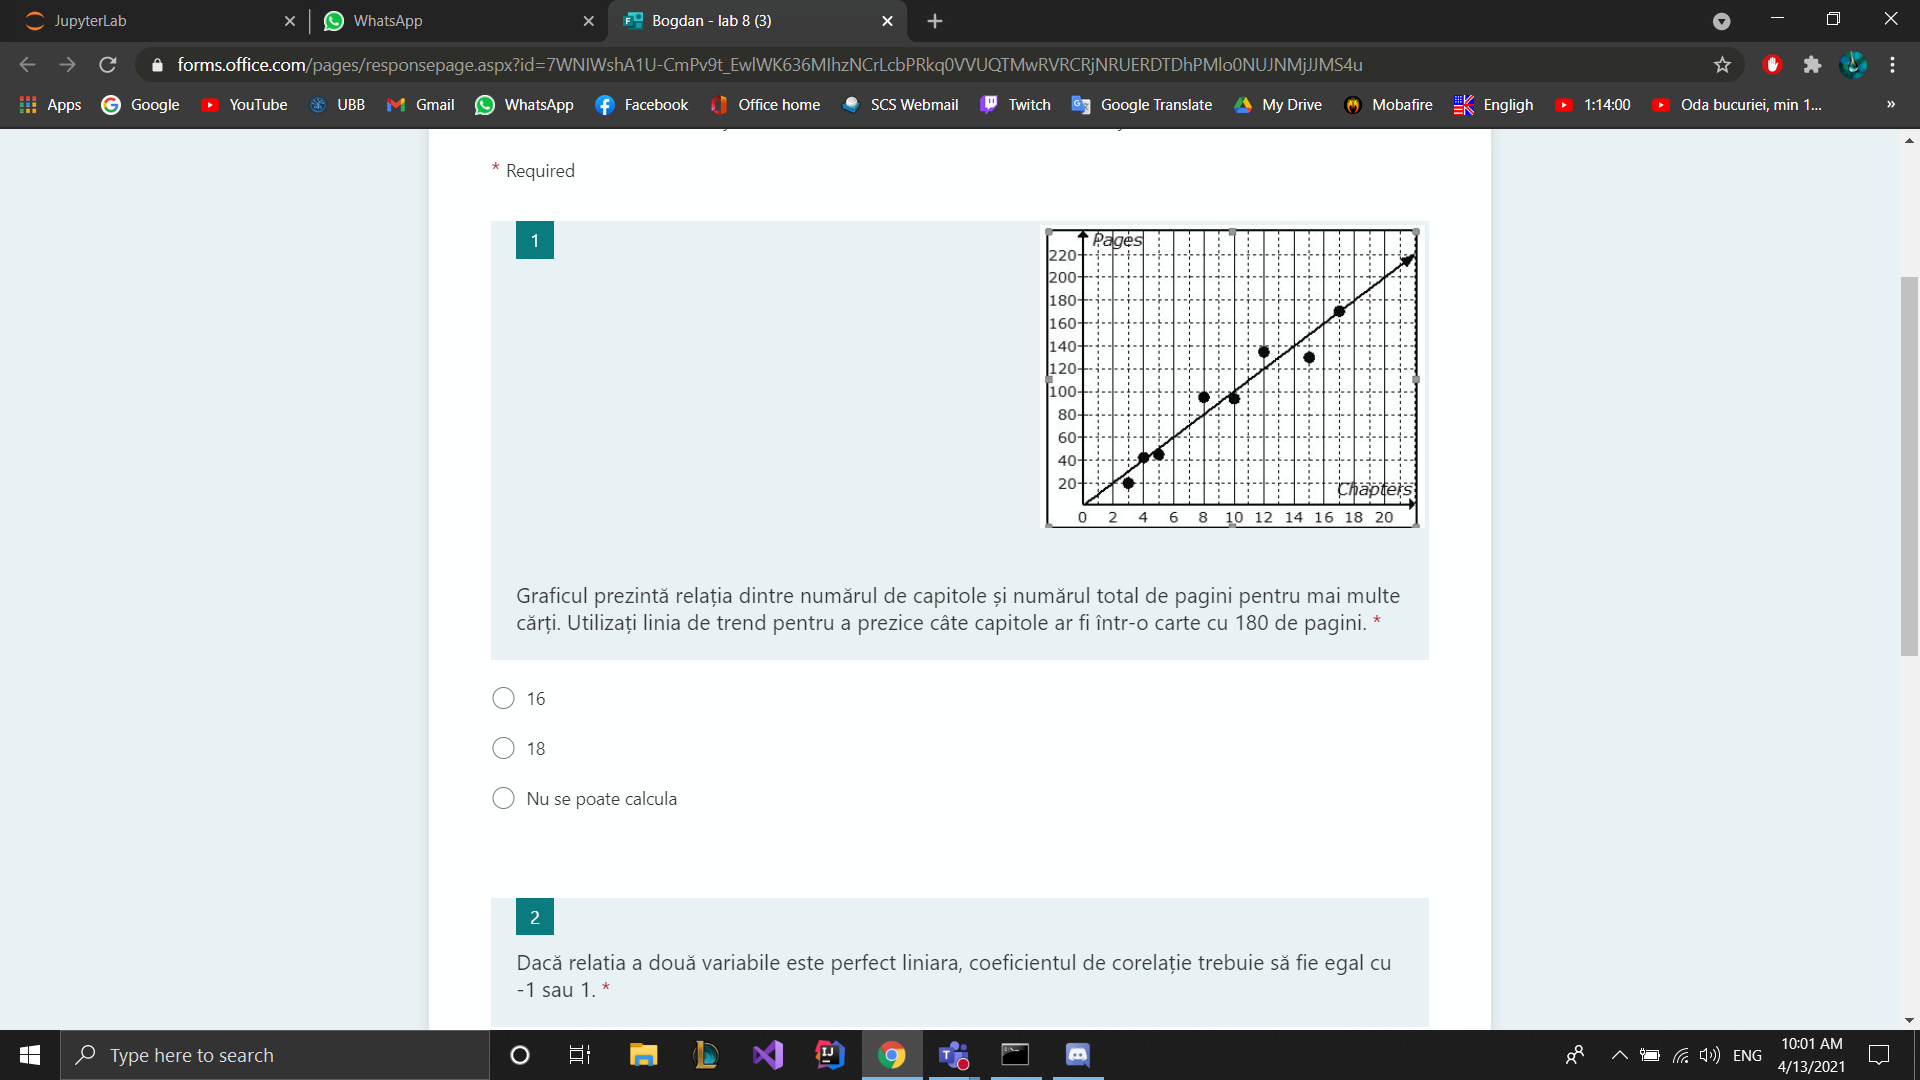 JupyterLab
WhatsApp
Bogdan - lab 8 (3)
forms.office.com/pages/responsepage.aspx?id=7WNIWshA1U-CmPv9t_EwlWK636MIhzNCrLcbPRkq0VVUQTMwRVRCRjNRUERDTDhPMlo0NUJNMjJJMS4u
Apps Google YouTube UBB Gmail WhatsApp Facebook Office home SCS Webmail Twitch Google Translate My Drive Mobafire Engligh 1:14:00 Oda bucuriei, min 1... »
* Required
1
Pages
220
200
180
160
140
120
100
80
60
40
20
Chapters
0 2 4 6 8 10 12 14 16 18 20
Graficul prezintă relația dintre numărul de capitole și numărul total de pagini pentru mai multe
cărți. Utilizați linia de trend pentru a prezice câte capitole ar fi într-o carte cu 180 de pagini. *
16
18
Nu se poate calcula
2
Dacă relatia a două variabile este perfect liniara, coeficientul de corelație trebuie să fie egal cu
-1 sau 1. *
Type here to search
ENG
10:01 AM
4/13/2021